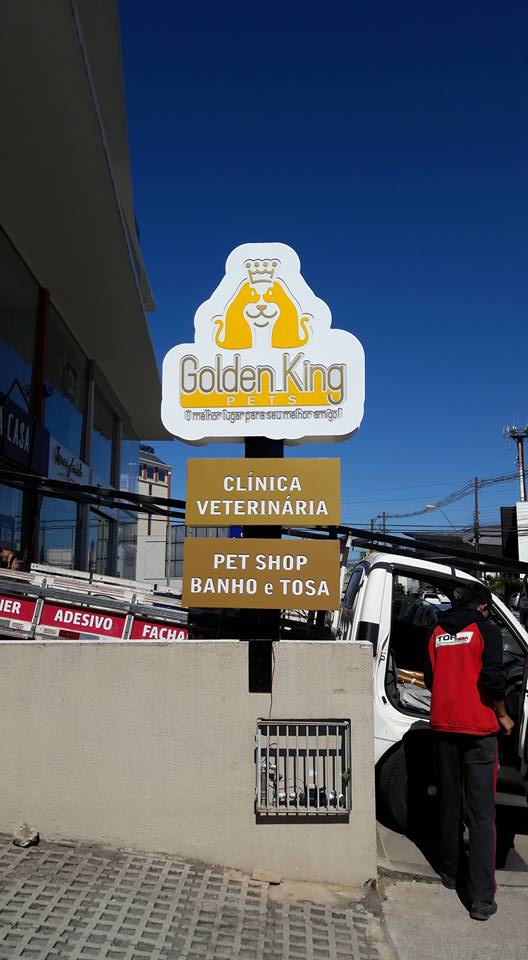 Golden King
PETS
O melhor lugar para seu melhor amigo!
CLÍNICA
VETERINÁRIA
PET SHOP
BANHO e TOSA
CASA
ADESIVO
FACHA
TOP